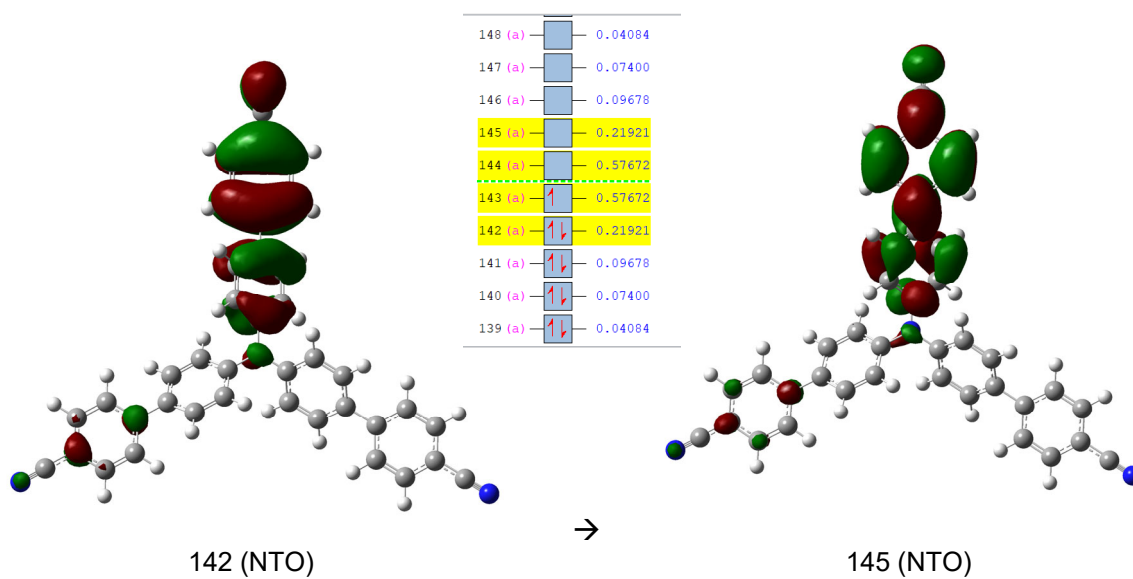 148 (a) 0.04084
147 (a) 0.07400
146 (a) 0.09678
145 (a) 0.21921
144 (a) 0.57672
143 (a) 0.57672
142 (a) 0.21921
141 (a) 0.09678
140 (a) 0.07400
139 (a) 0.04084
→
142 (NTO)
145 (NTO)